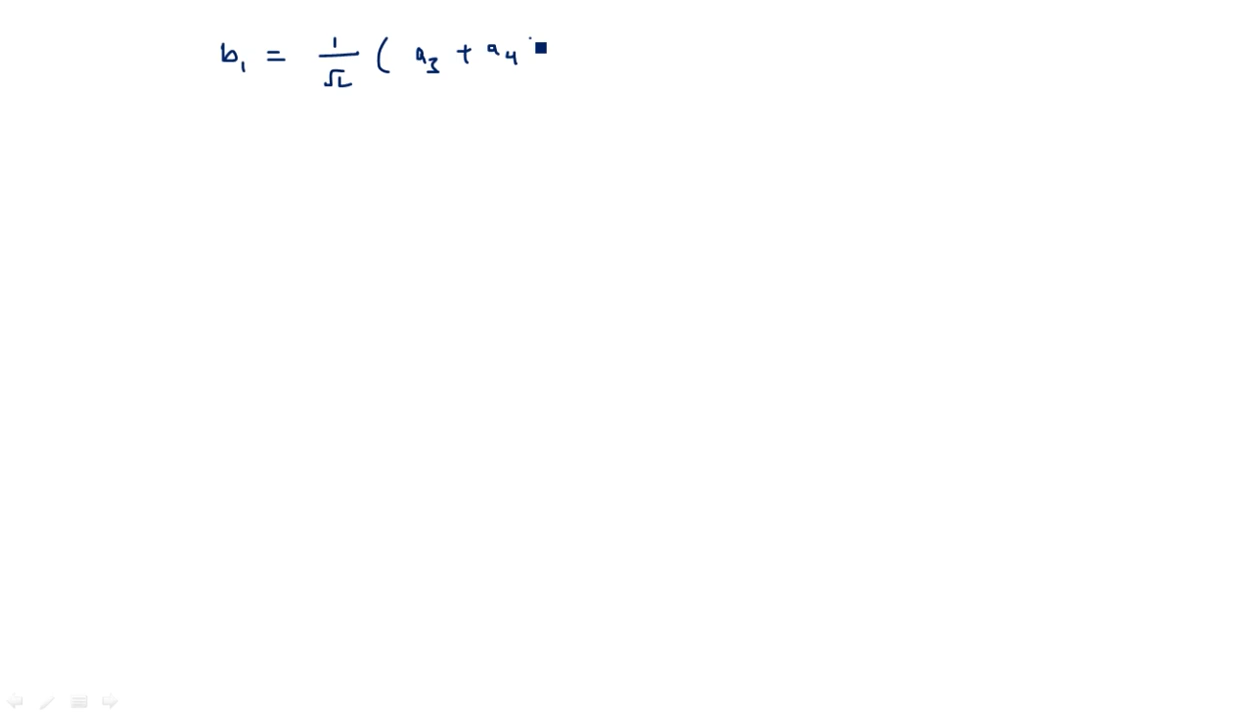 b₁ = 1/√2 ( a₃ + a₄